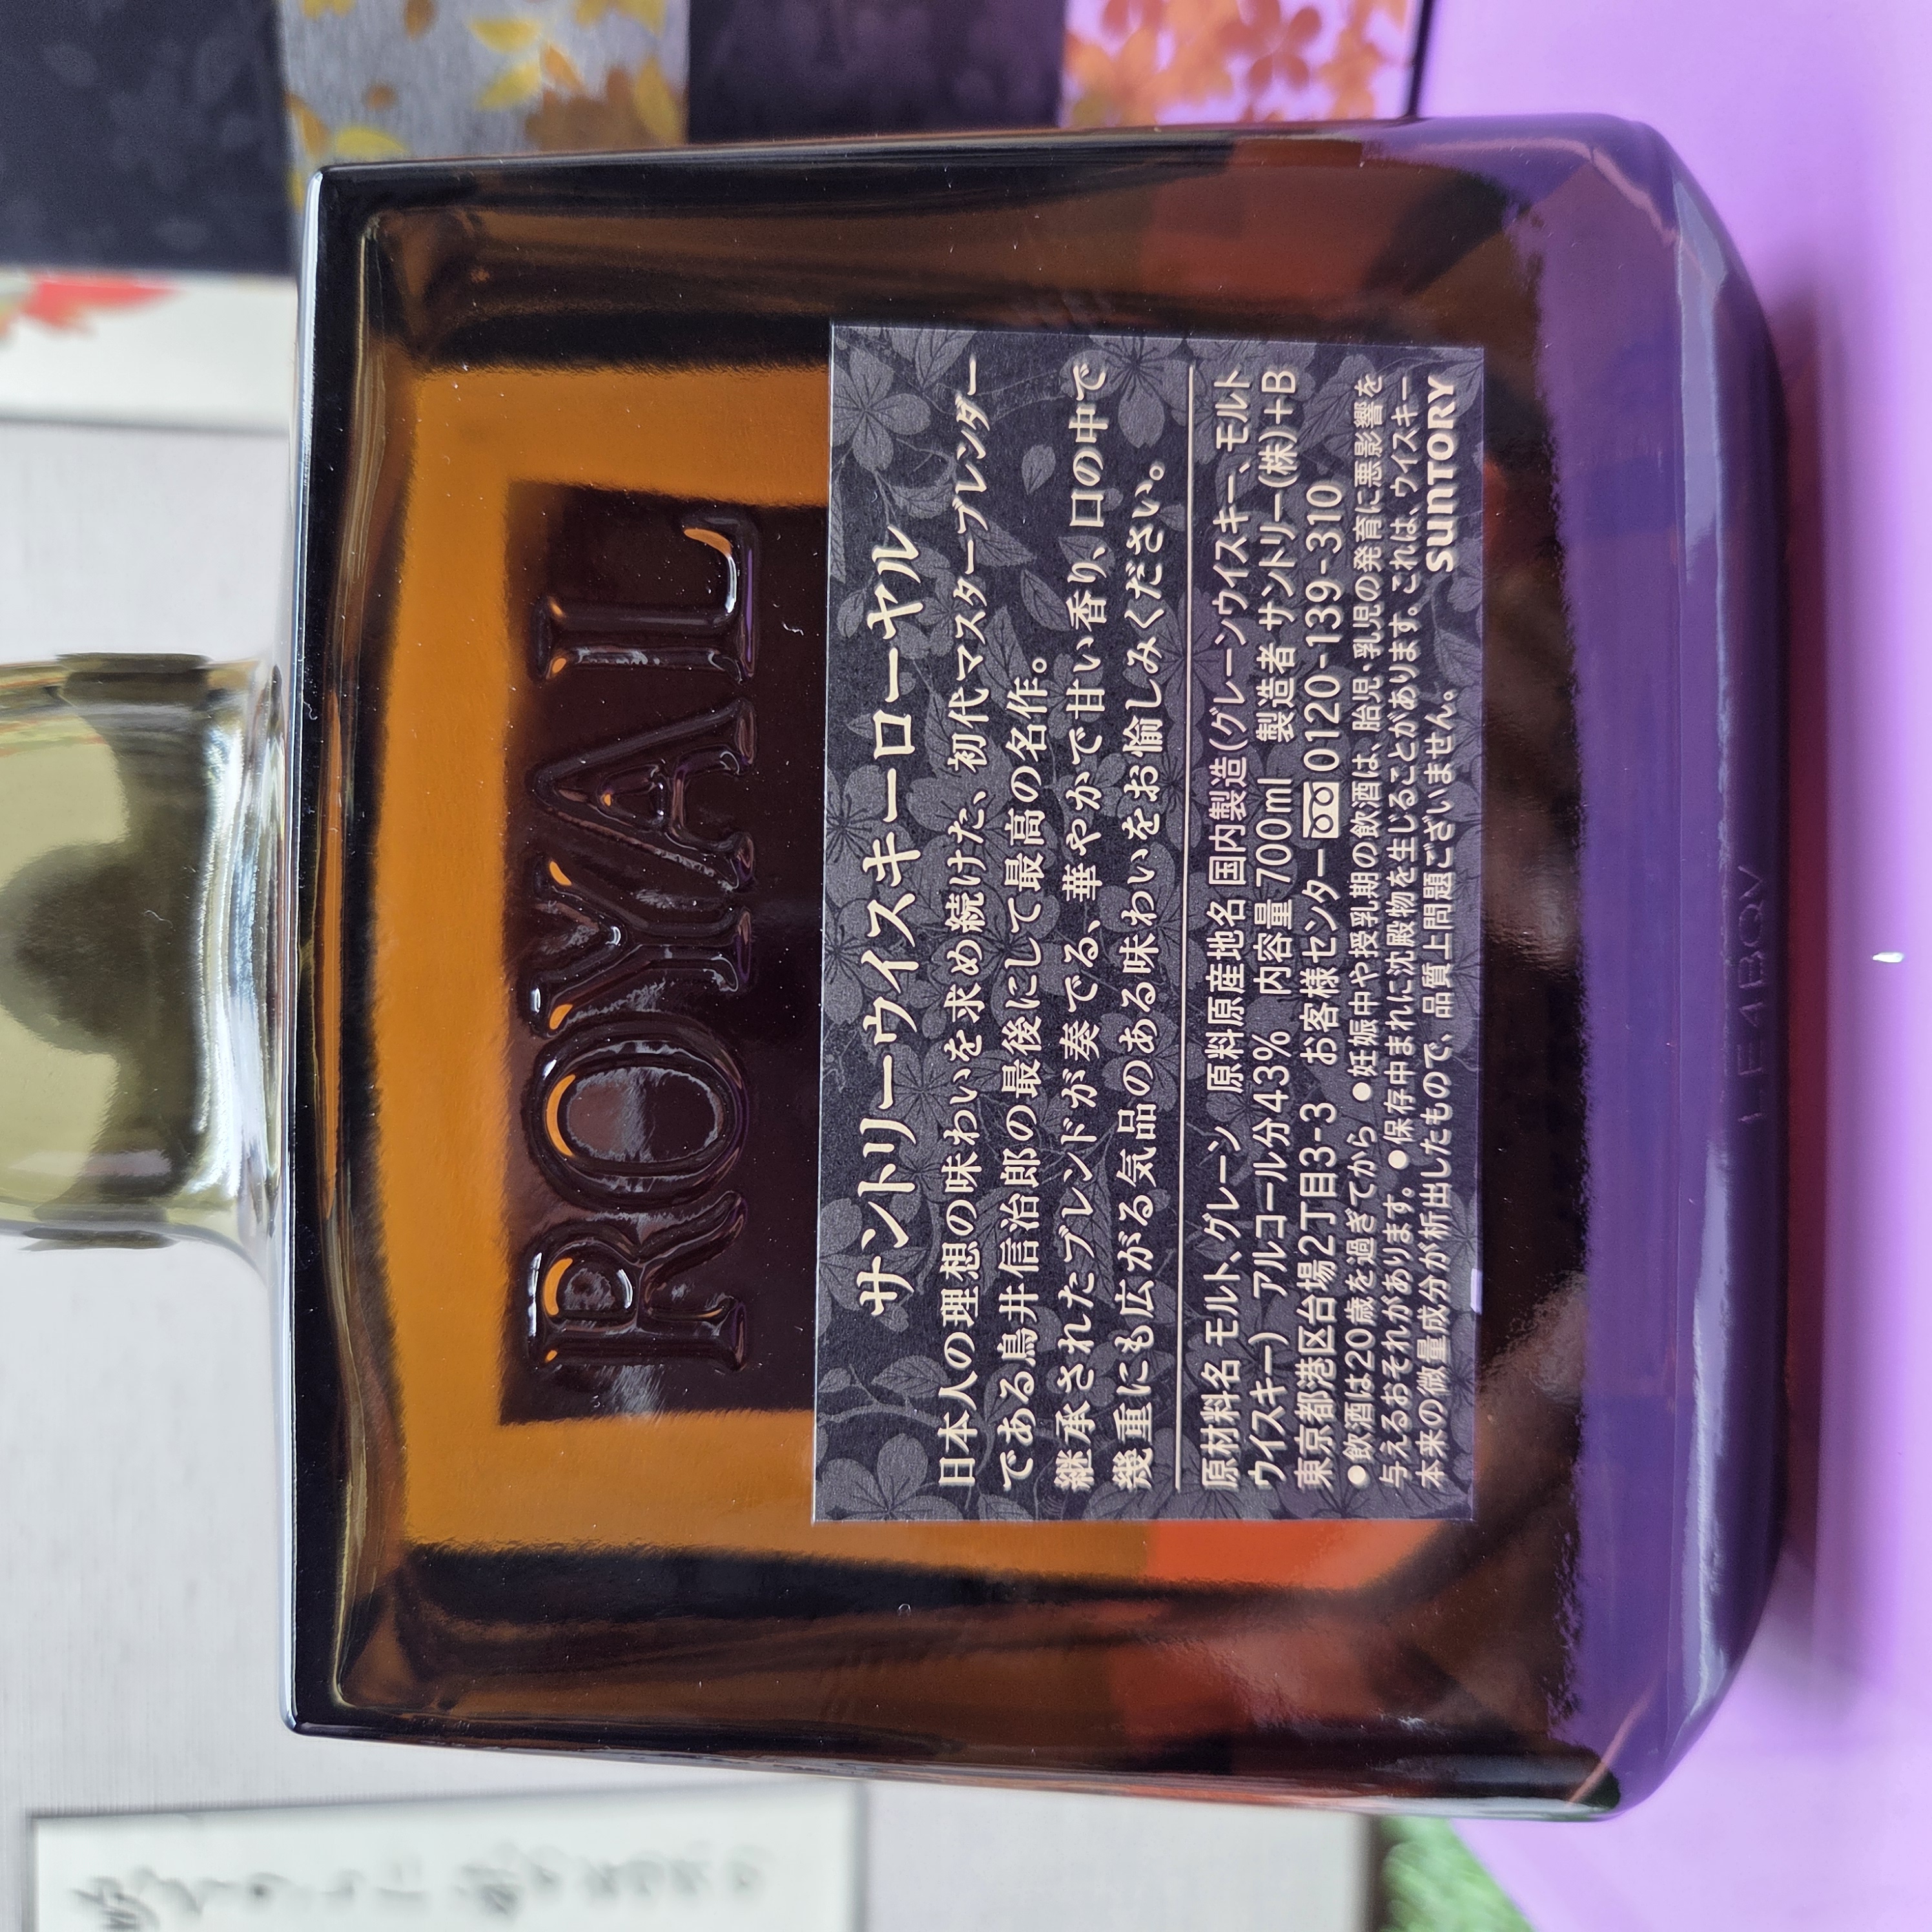 ROYAL
サントリーウイスキーローヤル
日本人の理想の味わいを求め続けた、初代マスターブレンダー
である鳥井信治郎の最後にして最高の名作。
継承されたブレンドが奏でる、華やかで甘い香り、口の中で
幾重にも広がる気品のある味わいをお愉しみください。
原材料名 モルト、グレーン 原料原産地名 国内製造(グレーンウイスキー、モルト
ウイスキー) アルコール分43% 内容量700ml 製造者 サントリー(株)+B
東京都港区台場2丁目3-3 お客様センター 0120-139-310
●飲酒は20歳を過ぎてから ●妊娠中や授乳期の飲酒は、胎児・乳児の発育に悪影響を
与えるおそれがあります。●保存中まれに沈殿物を生じることがあります。これは、ウイスキー
本来の微量成分が析出したもので、品質上問題ございません。 SUNTORY
LE4BQV